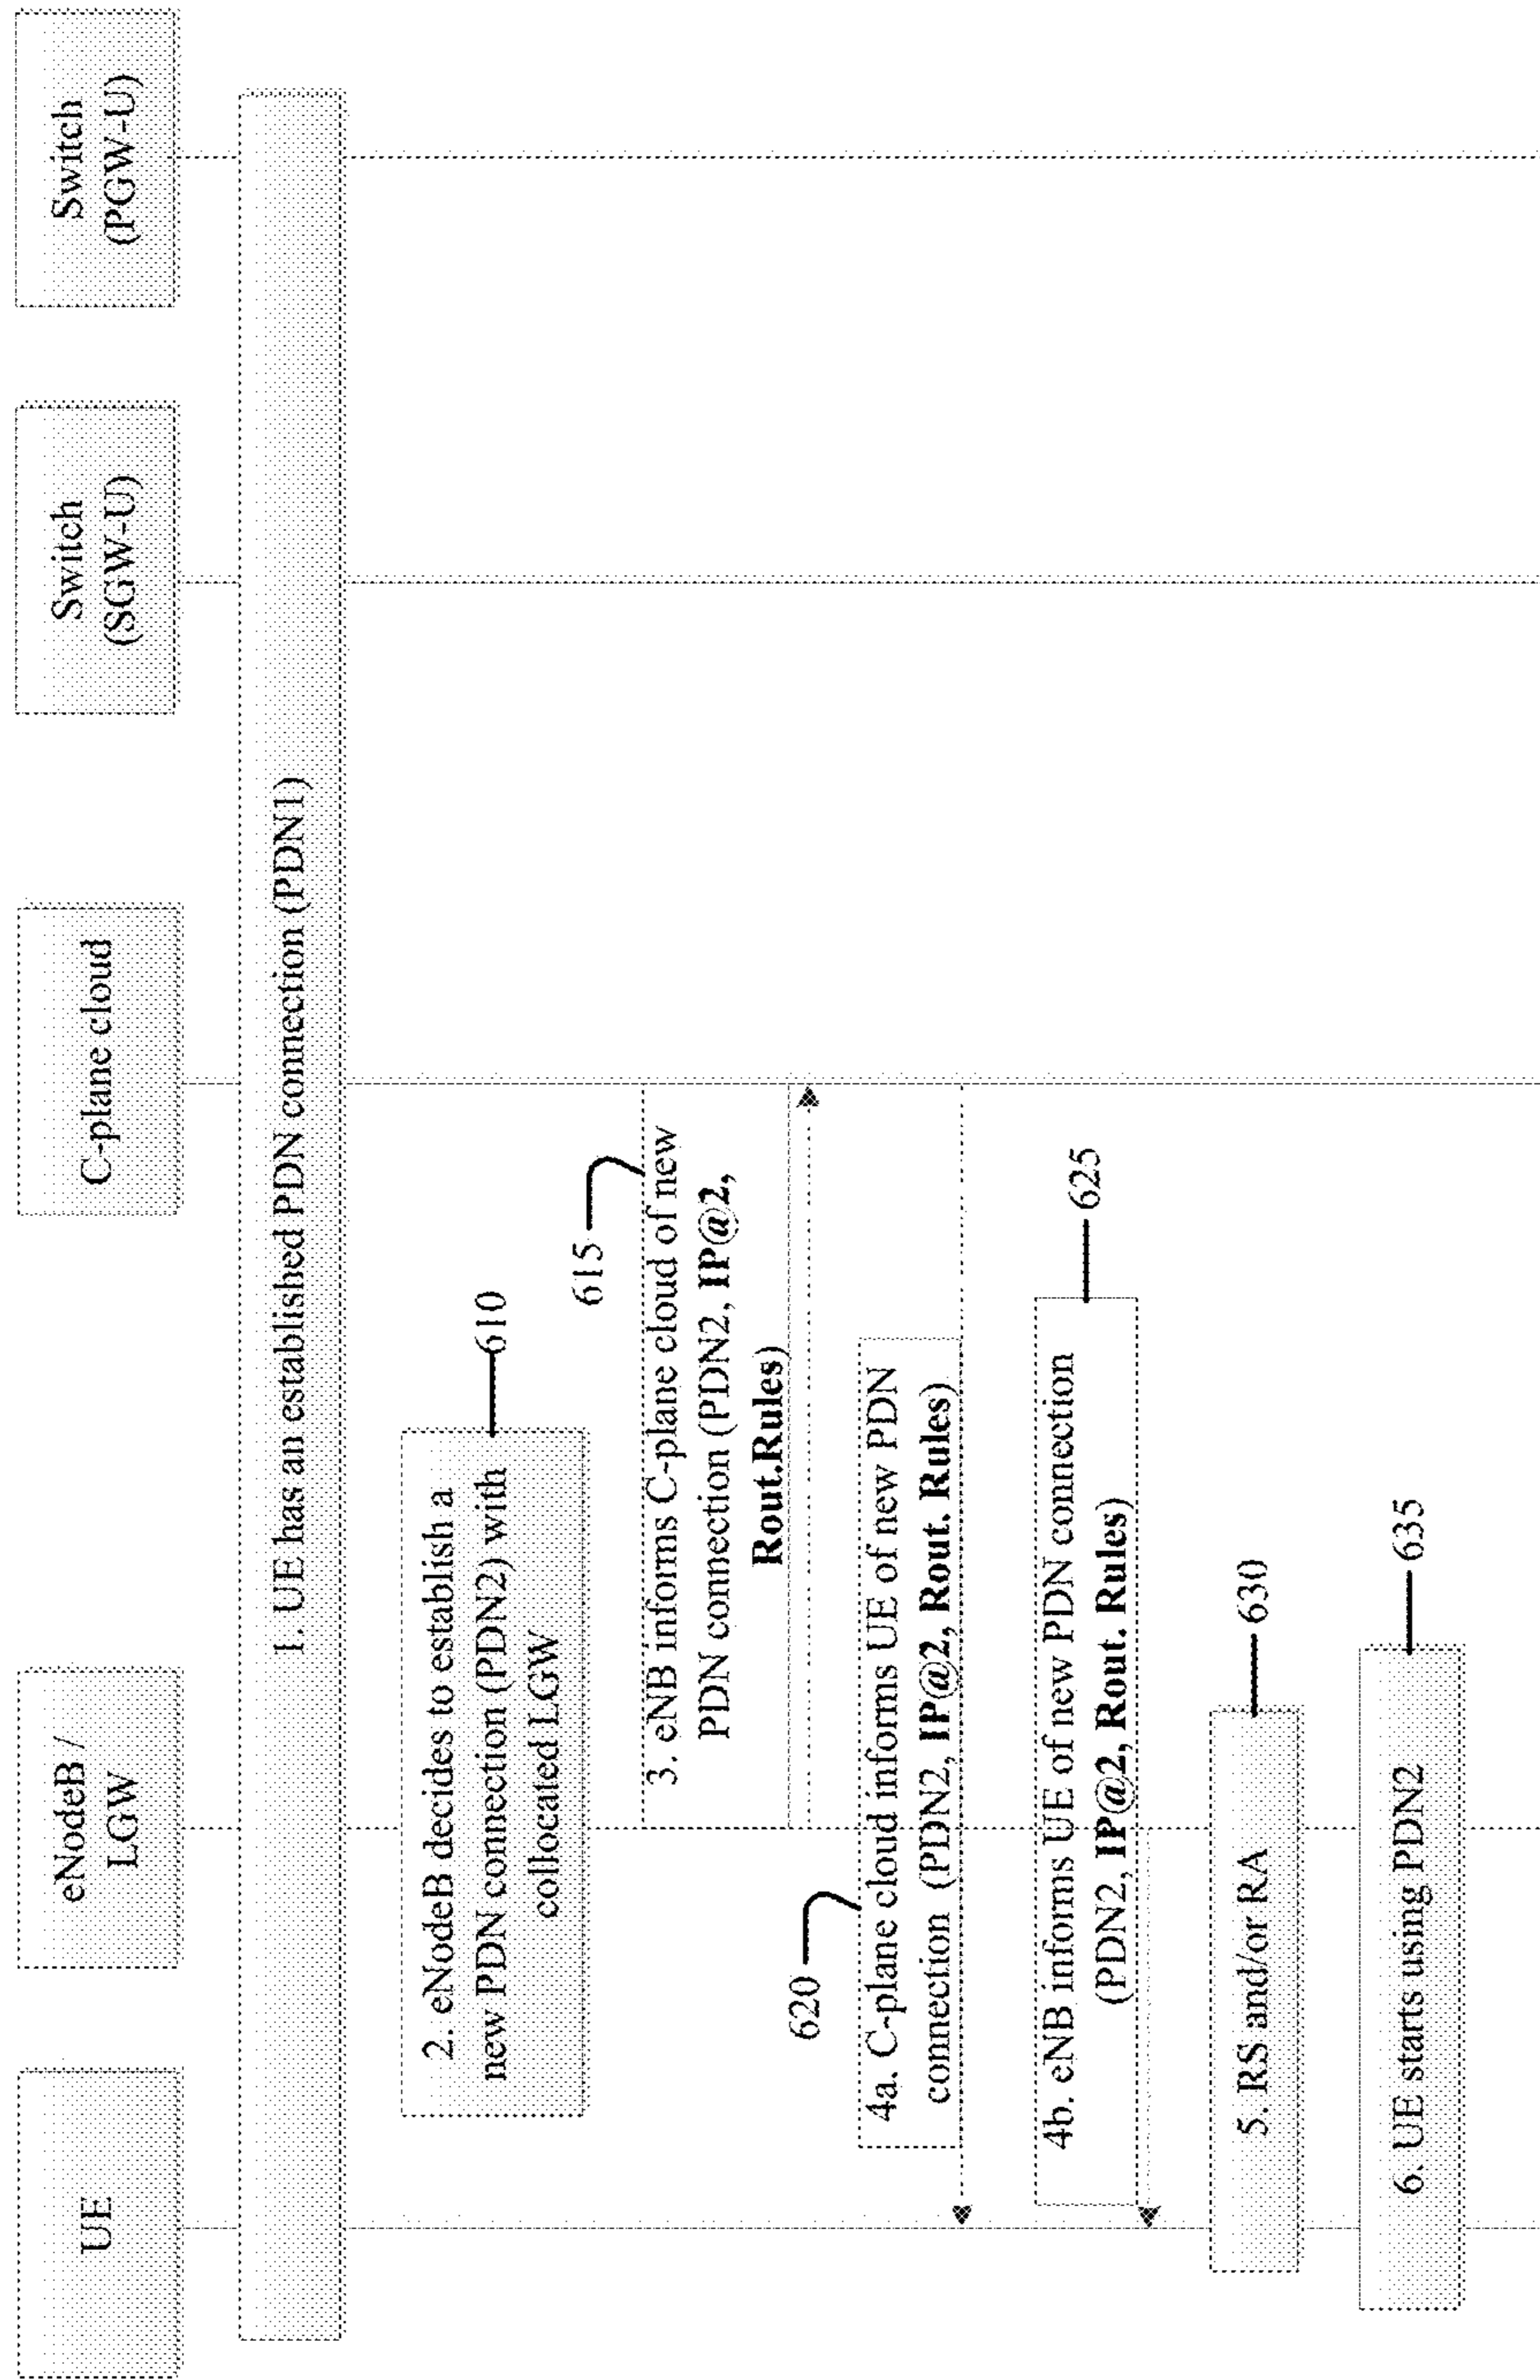 UE
eNodeB /
LGW
C-plane cloud
Switch
(SGW-U)
Switch
(PGW-U)
1. UE has an established PDN connection (PDN1)
2. eNodeB decides to establish a
new PDN connection (PDN2) with
collocated LGW
610
615
3. eNB informs C-plane cloud of new
PDN connection (PDN2, IP@2,
Rout.Rules)
620
4a. C-plane cloud informs UE of new PDN
connection (PDN2, IP@2, Rout. Rules)
4b. eNB informs UE of new PDN connection
(PDN2, IP@2, Rout. Rules)
625
5. RS and/or RA
630
6. UE starts using PDN2
635